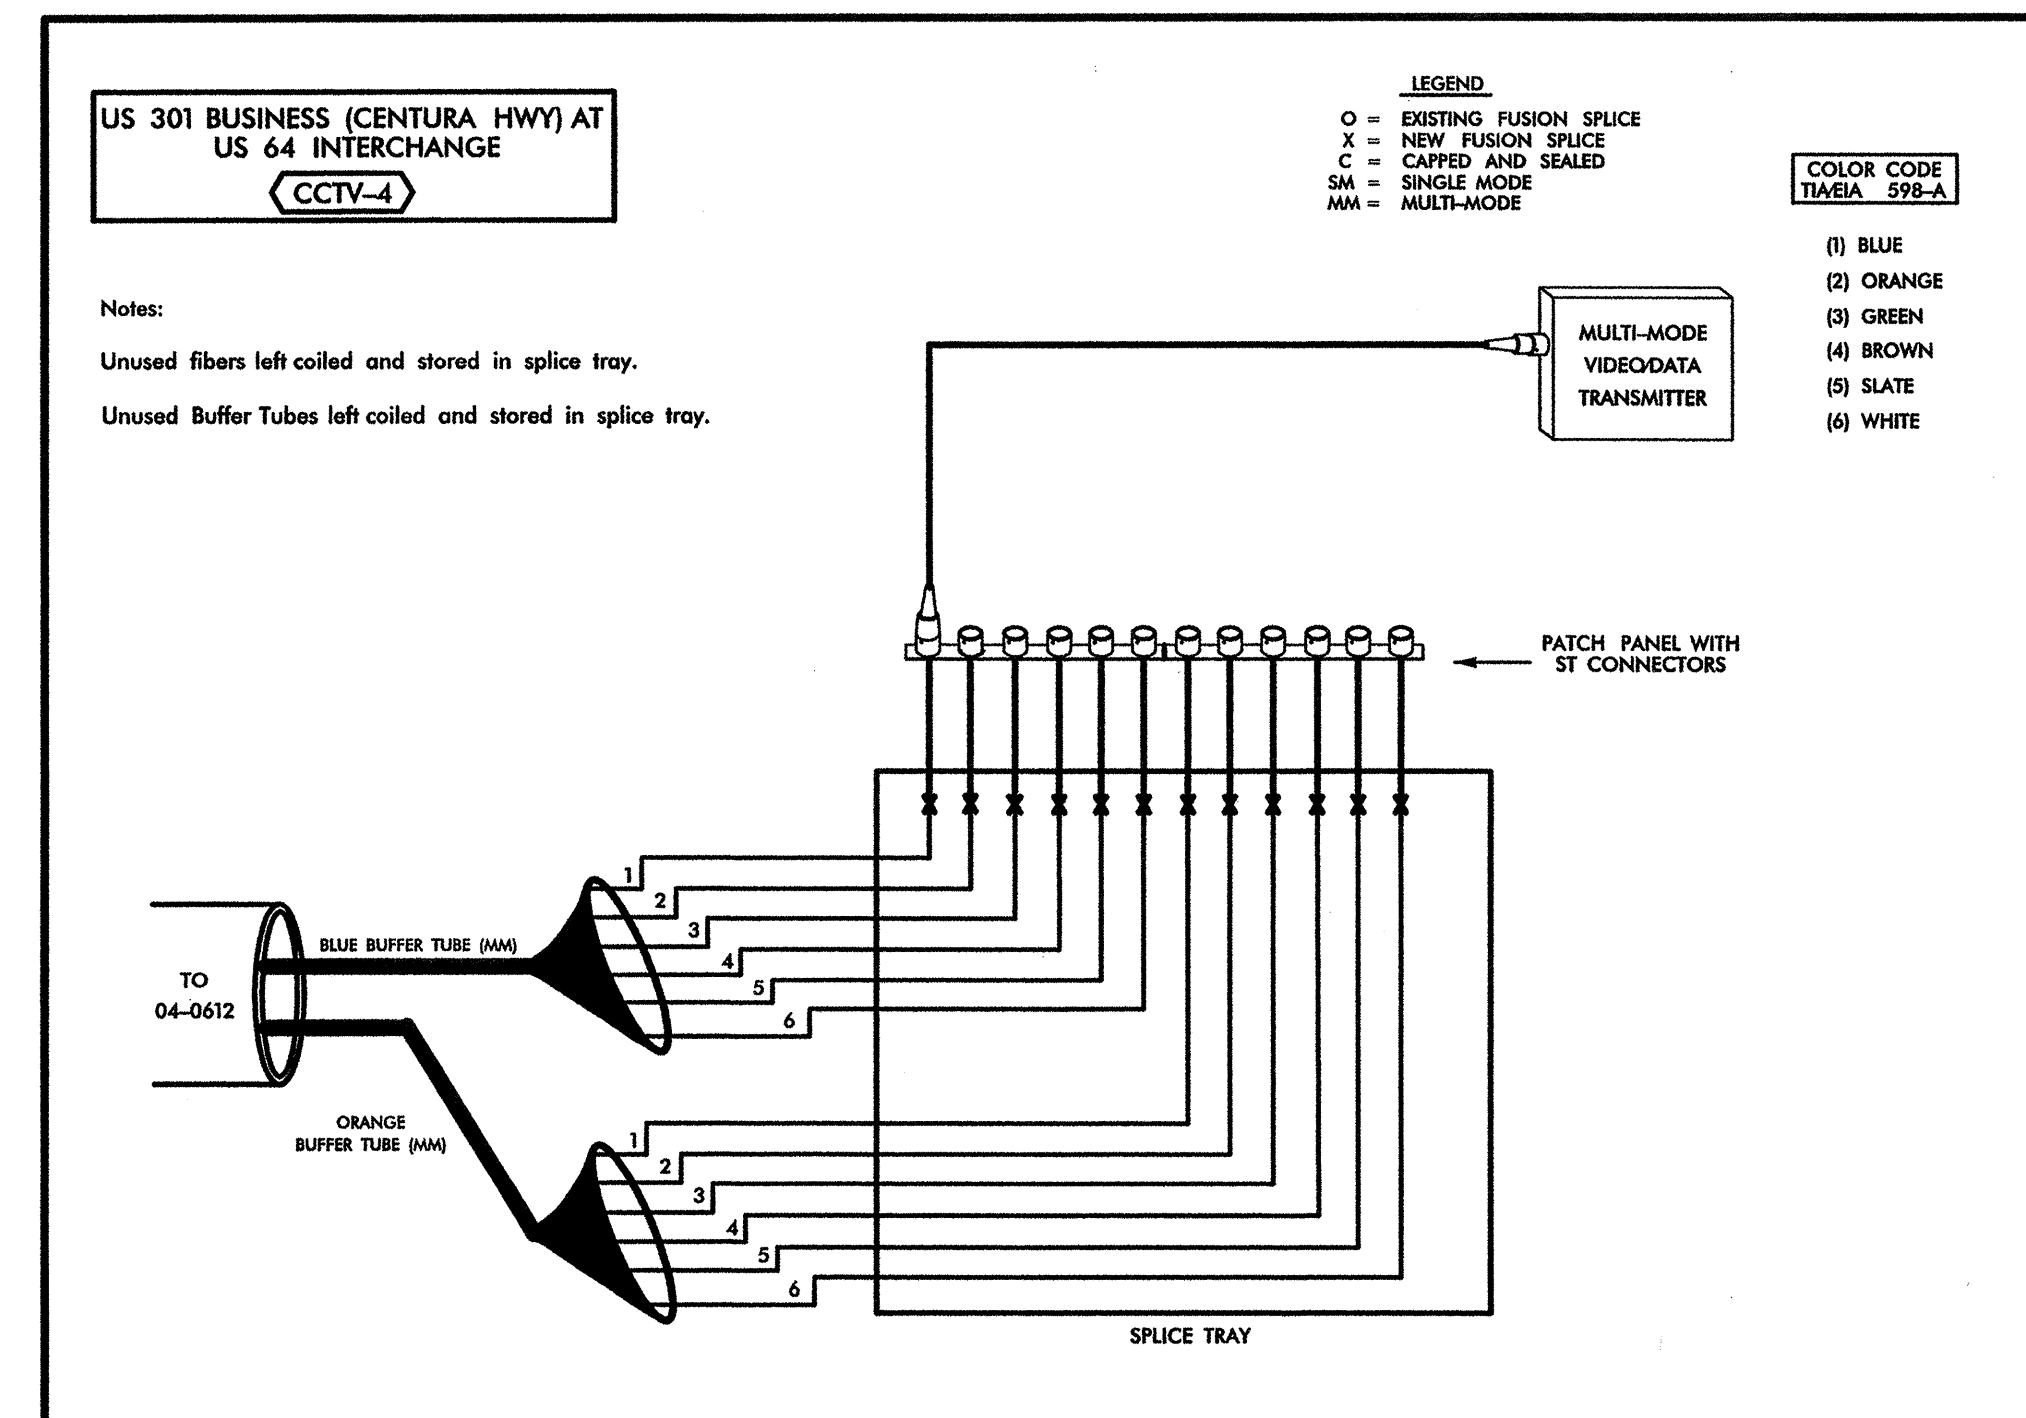 US 301 BUSINESS (CENTURA HWY) AT
US 64 INTERCHANGE
CCTV-4
Notes:
Unused fibers left coiled and stored in splice tray.
Unused Buffer Tubes left coiled and stored in splice tray.
LEGEND
O = EXISTING FUSION SPLICE
X = NEW FUSION SPLICE
C = CAPPED AND SEALED
SM = SINGLE MODE
MM = MULTI-MODE
COLOR CODE
TIA/EIA 598-A
(1) BLUE
(2) ORANGE
(3) GREEN
(4) BROWN
(5) SLATE
(6) WHITE
MULTI-MODE
VIDEO/DATA
TRANSMITTER
PATCH PANEL WITH
ST CONNECTORS
1
2
3
4
5
6
BLUE BUFFER TUBE (MM)
TO
04-0612
ORANGE
BUFFER TUBE (MM)
1
2
3
4
5
6
SPLICE TRAY